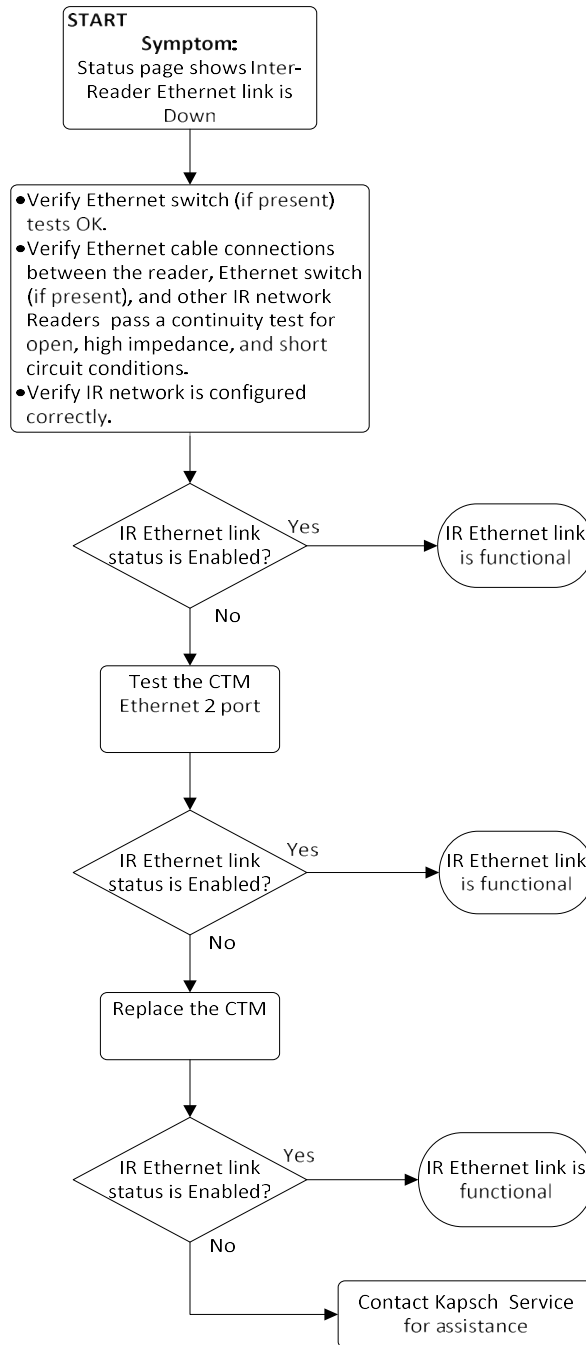 START
Symptom:
Status page shows Inter-
Reader Ethernet link is
Down
•Verify Ethernet switch (if present)
tests OK.
•Verify Ethernet cable connections
between the reader, Ethernet switch
(if present), and other IR network
Readers pass a continuity test for
open, high impedance, and short
circuit conditions.
•Verify IR network is configured
correctly.
IR Ethernet link
status is Enabled?
Yes
IR Ethernet link
is functional
No
Test the CTM
Ethernet 2 port
IR Ethernet link
status is Enabled?
Yes
IR Ethernet link
is functional
No
Replace the CTM
IR Ethernet link
status is Enabled?
Yes
IR Ethernet link is
functional
No
Contact Kapsch Service
for assistance